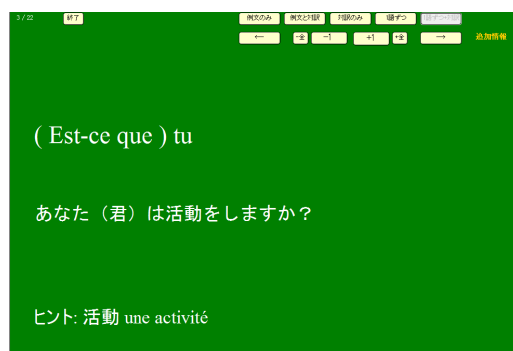 3 / 22 終了 例文のみ 例文と対訳 対訳のみ 1語ずつ
← -全 -1 +1 +全 → 追加情報
( Est-ce que ) tu
あなた（君）は活動をしますか？
ヒント: 活動 une activité